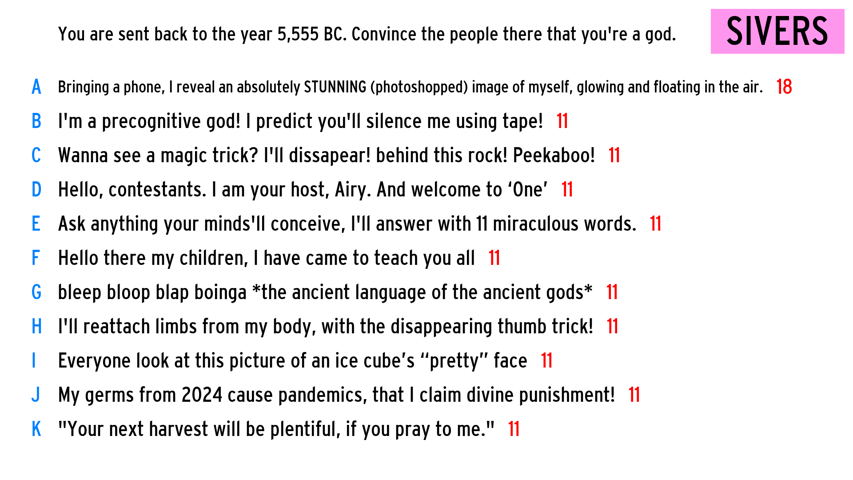 You are sent back to the year 5,555 BC. Convince the people there that you're a god.
SIVERS
A Bringing a phone, I reveal an absolutely STUNNING (photoshopped) image of myself, glowing and floating in the air. 18
B I'm a precognitive god! I predict you'll silence me using tape! 11
C Wanna see a magic trick? I'll dissapear! behind this rock! Peekaboo! 11
D Hello, contestants. I am your host, Airy. And welcome to ‘One’ 11
E Ask anything your minds'll conceive, I'll answer with 11 miraculous words. 11
F Hello there my children, I have came to teach you all 11
G bleep bloop blap boinga *the ancient language of the ancient gods* 11
H I'll reattach limbs from my body, with the disappearing thumb trick! 11
I Everyone look at this picture of an ice cube’s “pretty” face 11
J My germs from 2024 cause pandemics, that I claim divine punishment! 11
K "Your next harvest will be plentiful, if you pray to me." 11